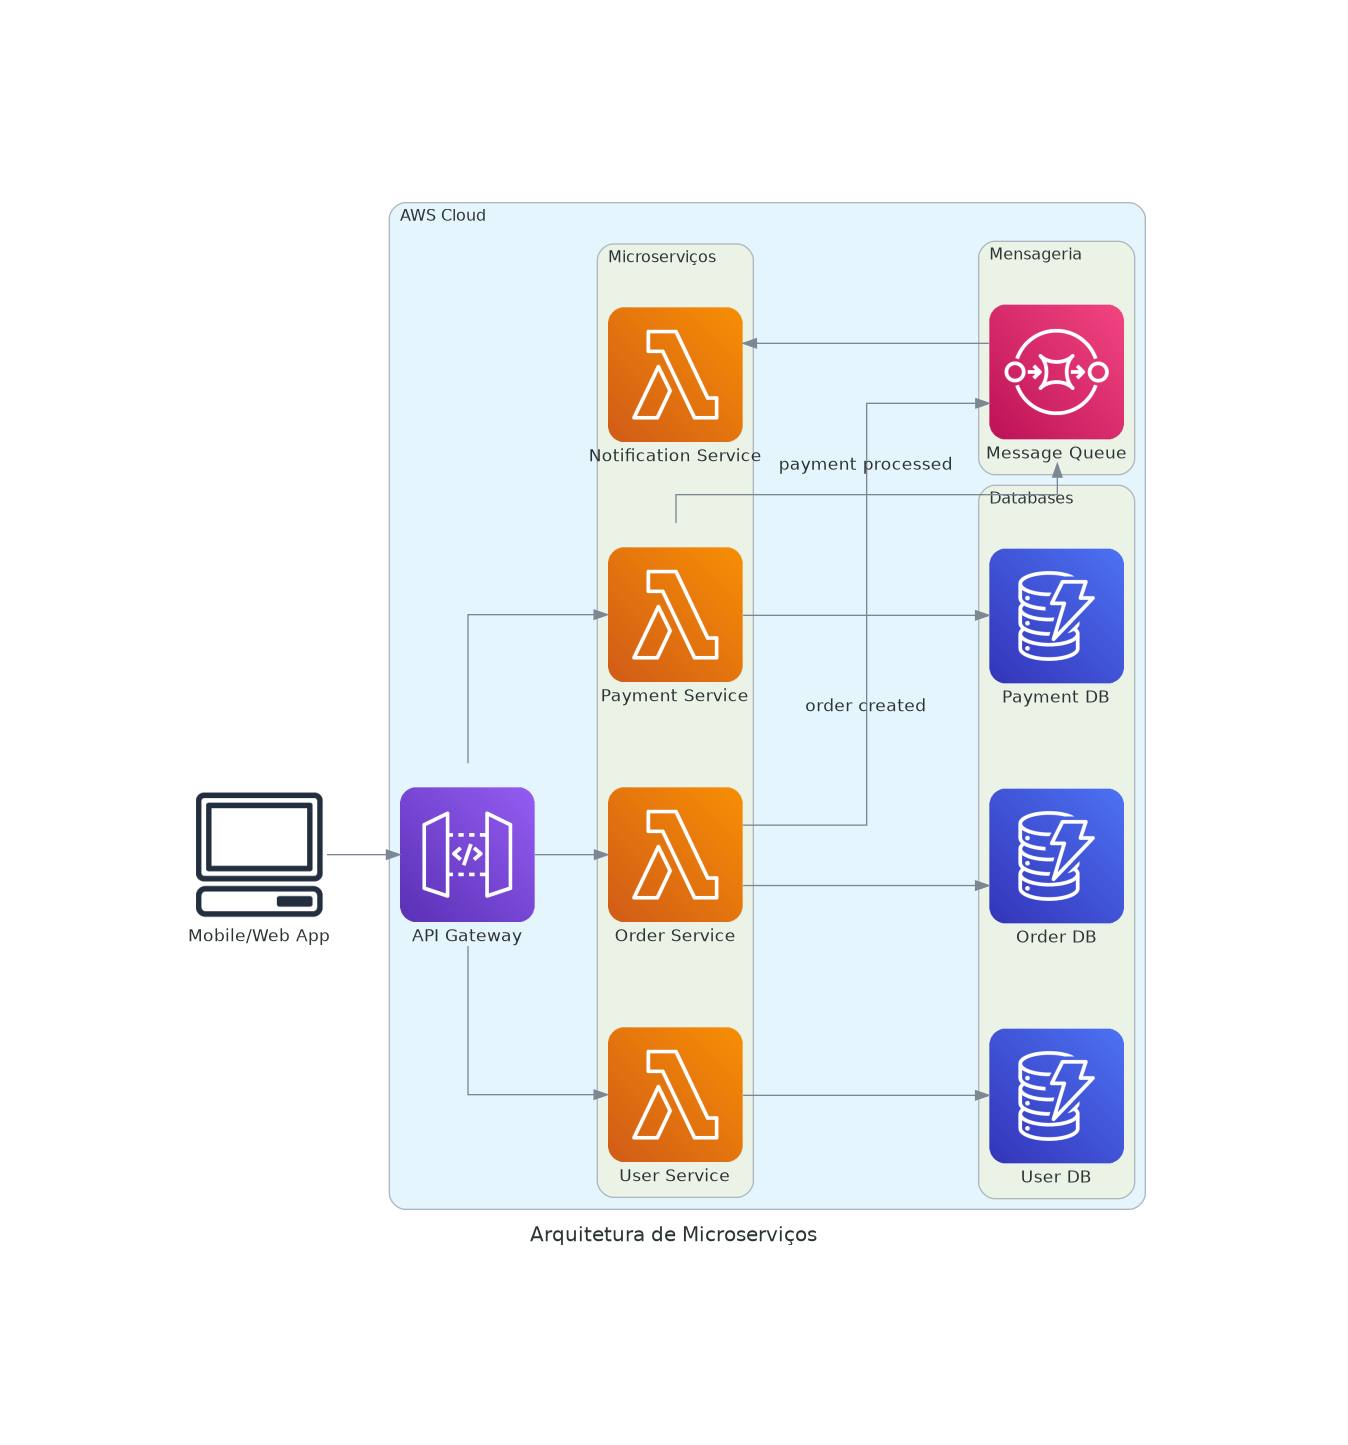 AWS Cloud
Microserviços
Mensageria
Notification Service
Message Queue
payment processed
Databases
Payment Service
Payment DB
order created
Mobile/Web App
API Gateway
Order Service
Order DB
User Service
User DB
Arquitetura de Microserviços